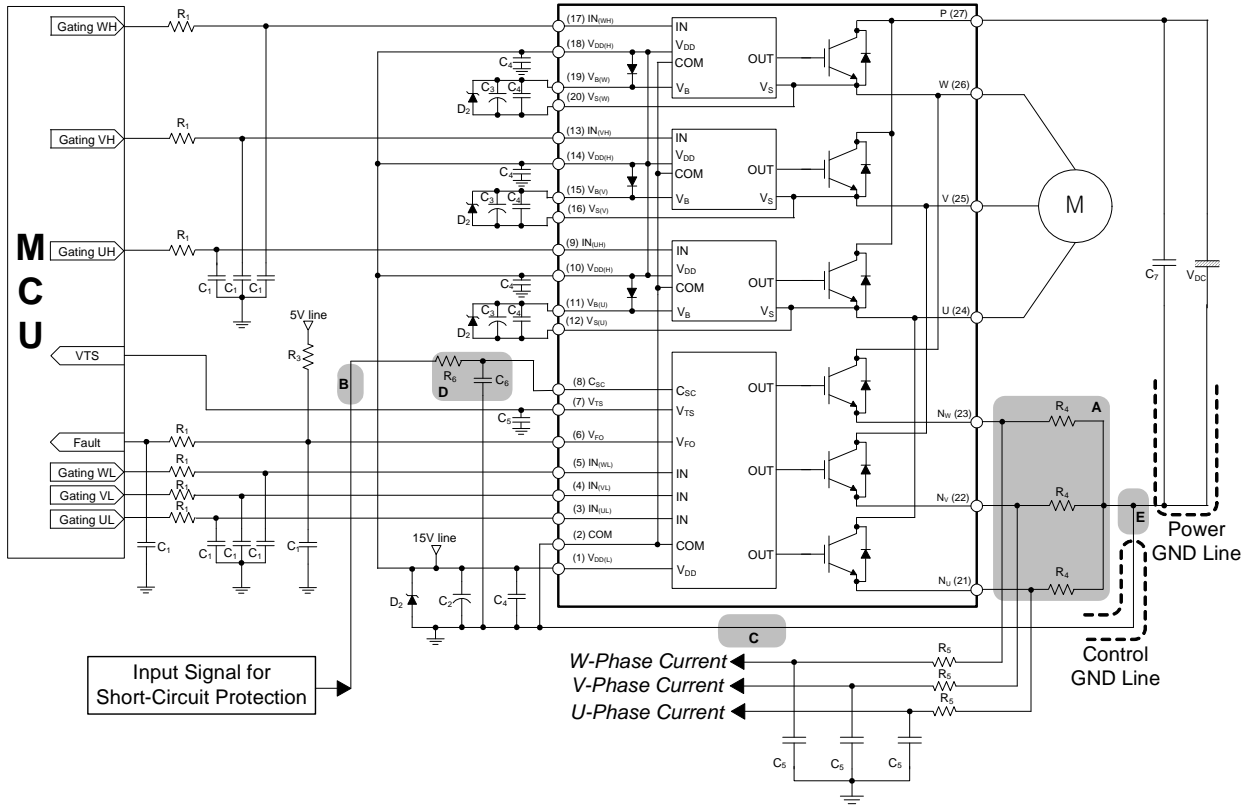 MCU
Gating WH
Gating VH
Gating UH
VTS
Fault
Gating WL
Gating VL
Gating UL
R1
R1
R1
R1
R1
R1
R1
C1
C1
C1
5V line
R3
C1
C1
C1
C1
C1
B
R6
D
C6
C5
15V line
D2
C2
C4
C4
C3
C4
D2
C4
C3
C4
D2
C4
C3
C4
D2
(17) IN(WH)
(18) VDD(H)
(19) VB(W)
(20) VS(W)
(13) IN(VH)
(14) VDD(H)
(15) VB(V)
(16) VS(V)
(9) IN(UH)
(10) VDD(H)
(11) VB(U)
(12) VS(U)
(8) CSC
(7) VTS
(6) VFO
(5) IN(WL)
(4) IN(VL)
(3) IN(UL)
(2) COM
(1) VDD(L)
IN
VDD
COM
VB
OUT
VS
IN
VDD
COM
VB
OUT
VS
IN
VDD
COM
VB
OUT
VS
CSC
VTS
VFO
IN
IN
IN
COM
VDD
OUT
OUT
OUT
P (27)
W (26)
V (25)
U (24)
NW (23)
NV (22)
NU (21)
M
C7
VDC
R4
A
R4
R4
E
Power
GND Line
Control
GND Line
C
Input Signal for
Short-Circuit Protection
W-Phase Current
V-Phase Current
U-Phase Current
R5
R5
R5
C5
C5
C5